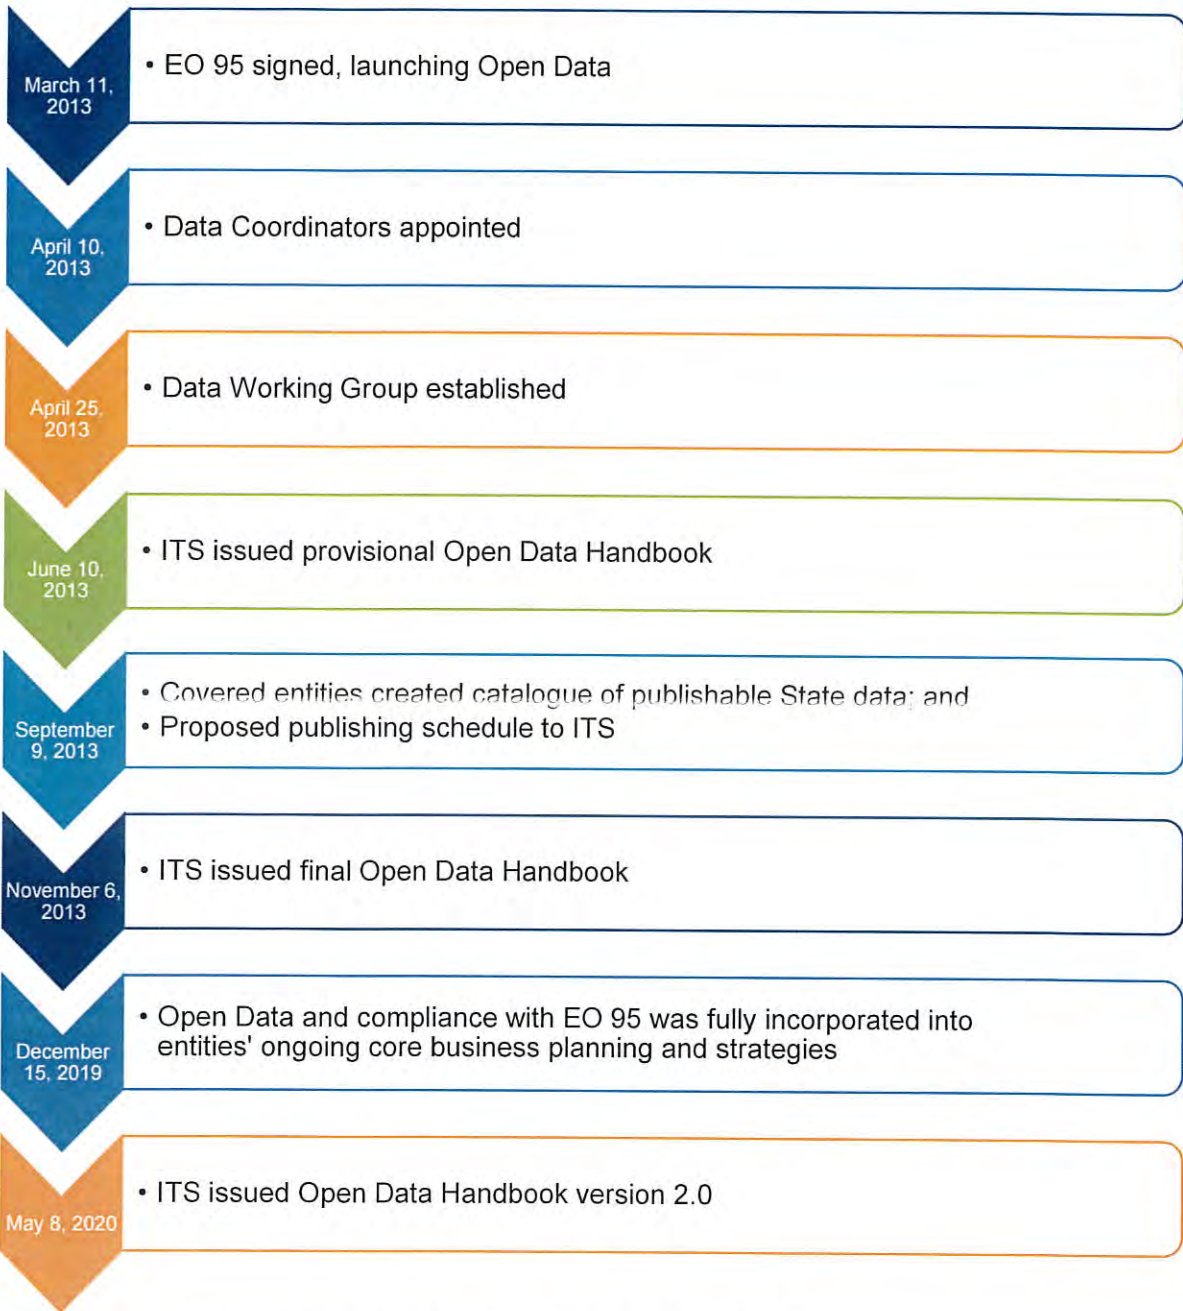 March 11,
2013
• EO 95 signed, launching Open Data
April 10,
2013
• Data Coordinators appointed
April 25,
2013
• Data Working Group established
June 10,
2013
• ITS issued provisional Open Data Handbook
September
9, 2013
• Covered entities created catalogue of publishable State data; and
• Proposed publishing schedule to ITS
November 6,
2013
• ITS issued final Open Data Handbook
December
15, 2019
• Open Data and compliance with EO 95 was fully incorporated into
entities' ongoing core business planning and strategies
May 8, 2020
• ITS issued Open Data Handbook version 2.0